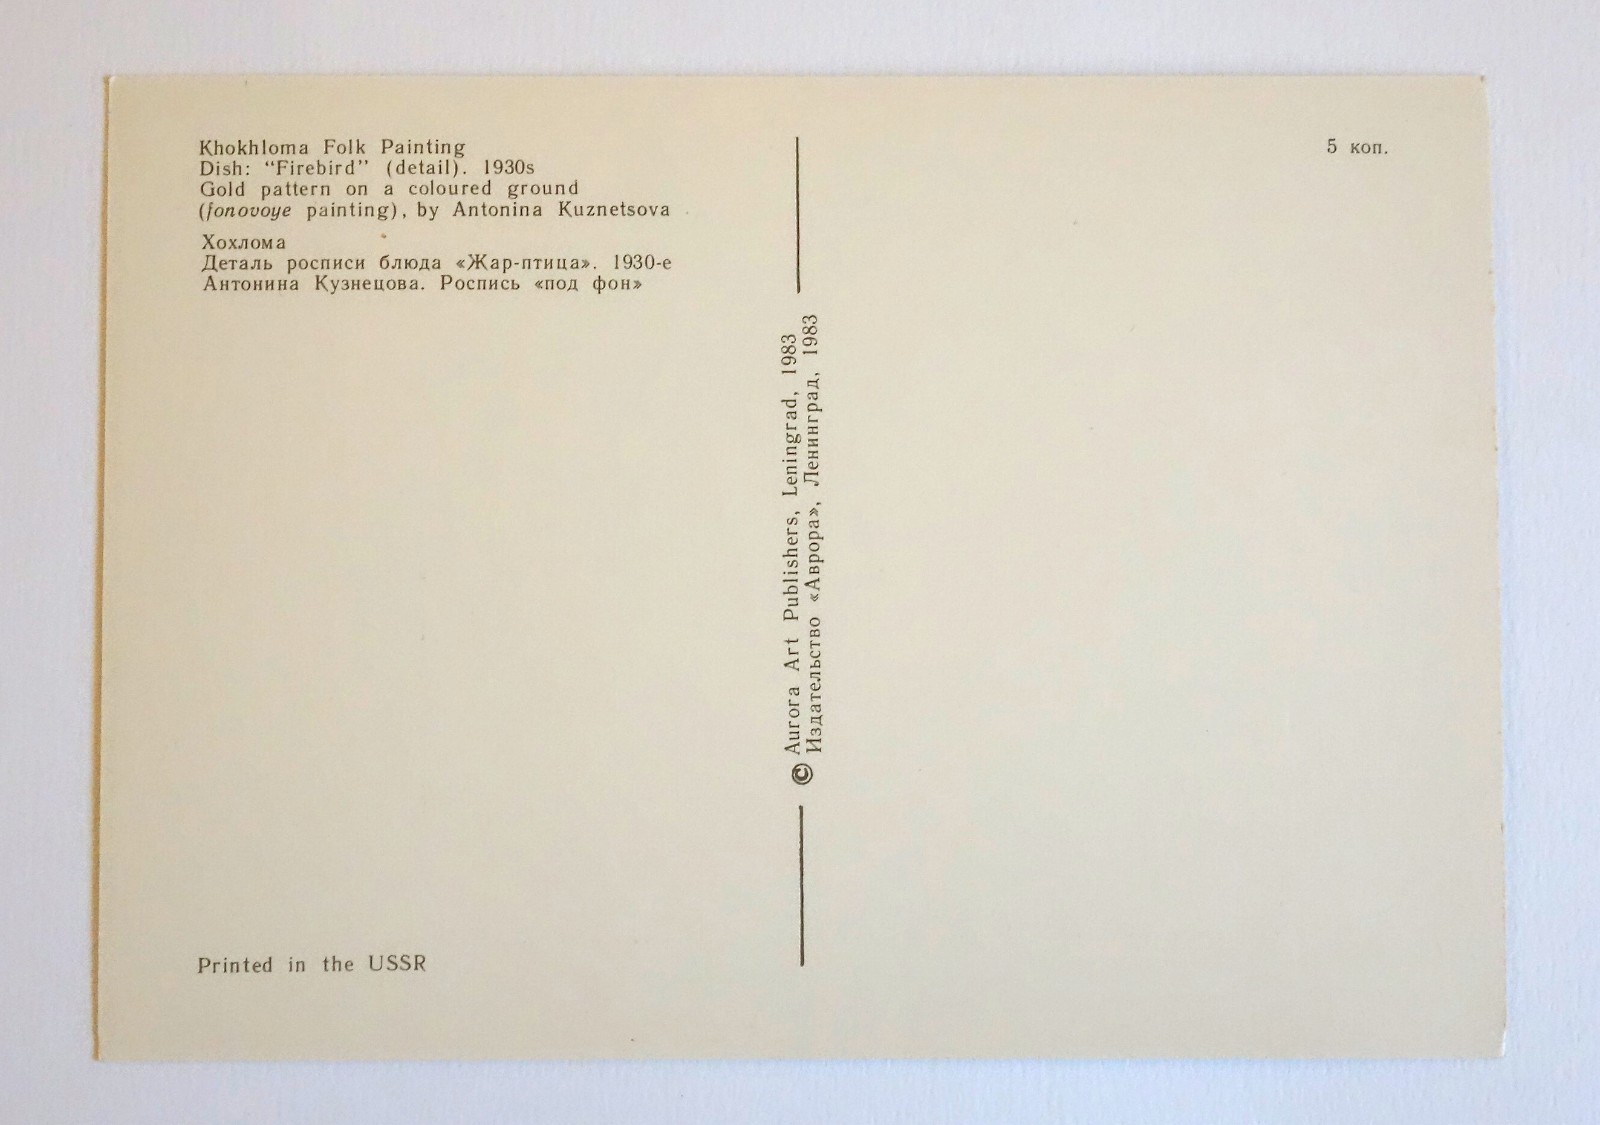 Khokhloma Folk Painting
Dish: “Firebird” (detail). 1930s
Gold pattern on a coloured ground
(fonovoye painting), by Antonina Kuznetsova
Хохлома
Деталь росписи блюда «Жар-птица». 1930-е
Антонина Кузнецова. Роспись «под фон»
Printed in the USSR
© Aurora Art Publishers, Leningrad, 1983
Издательство «Аврора», Ленинград, 1983
5 коп.